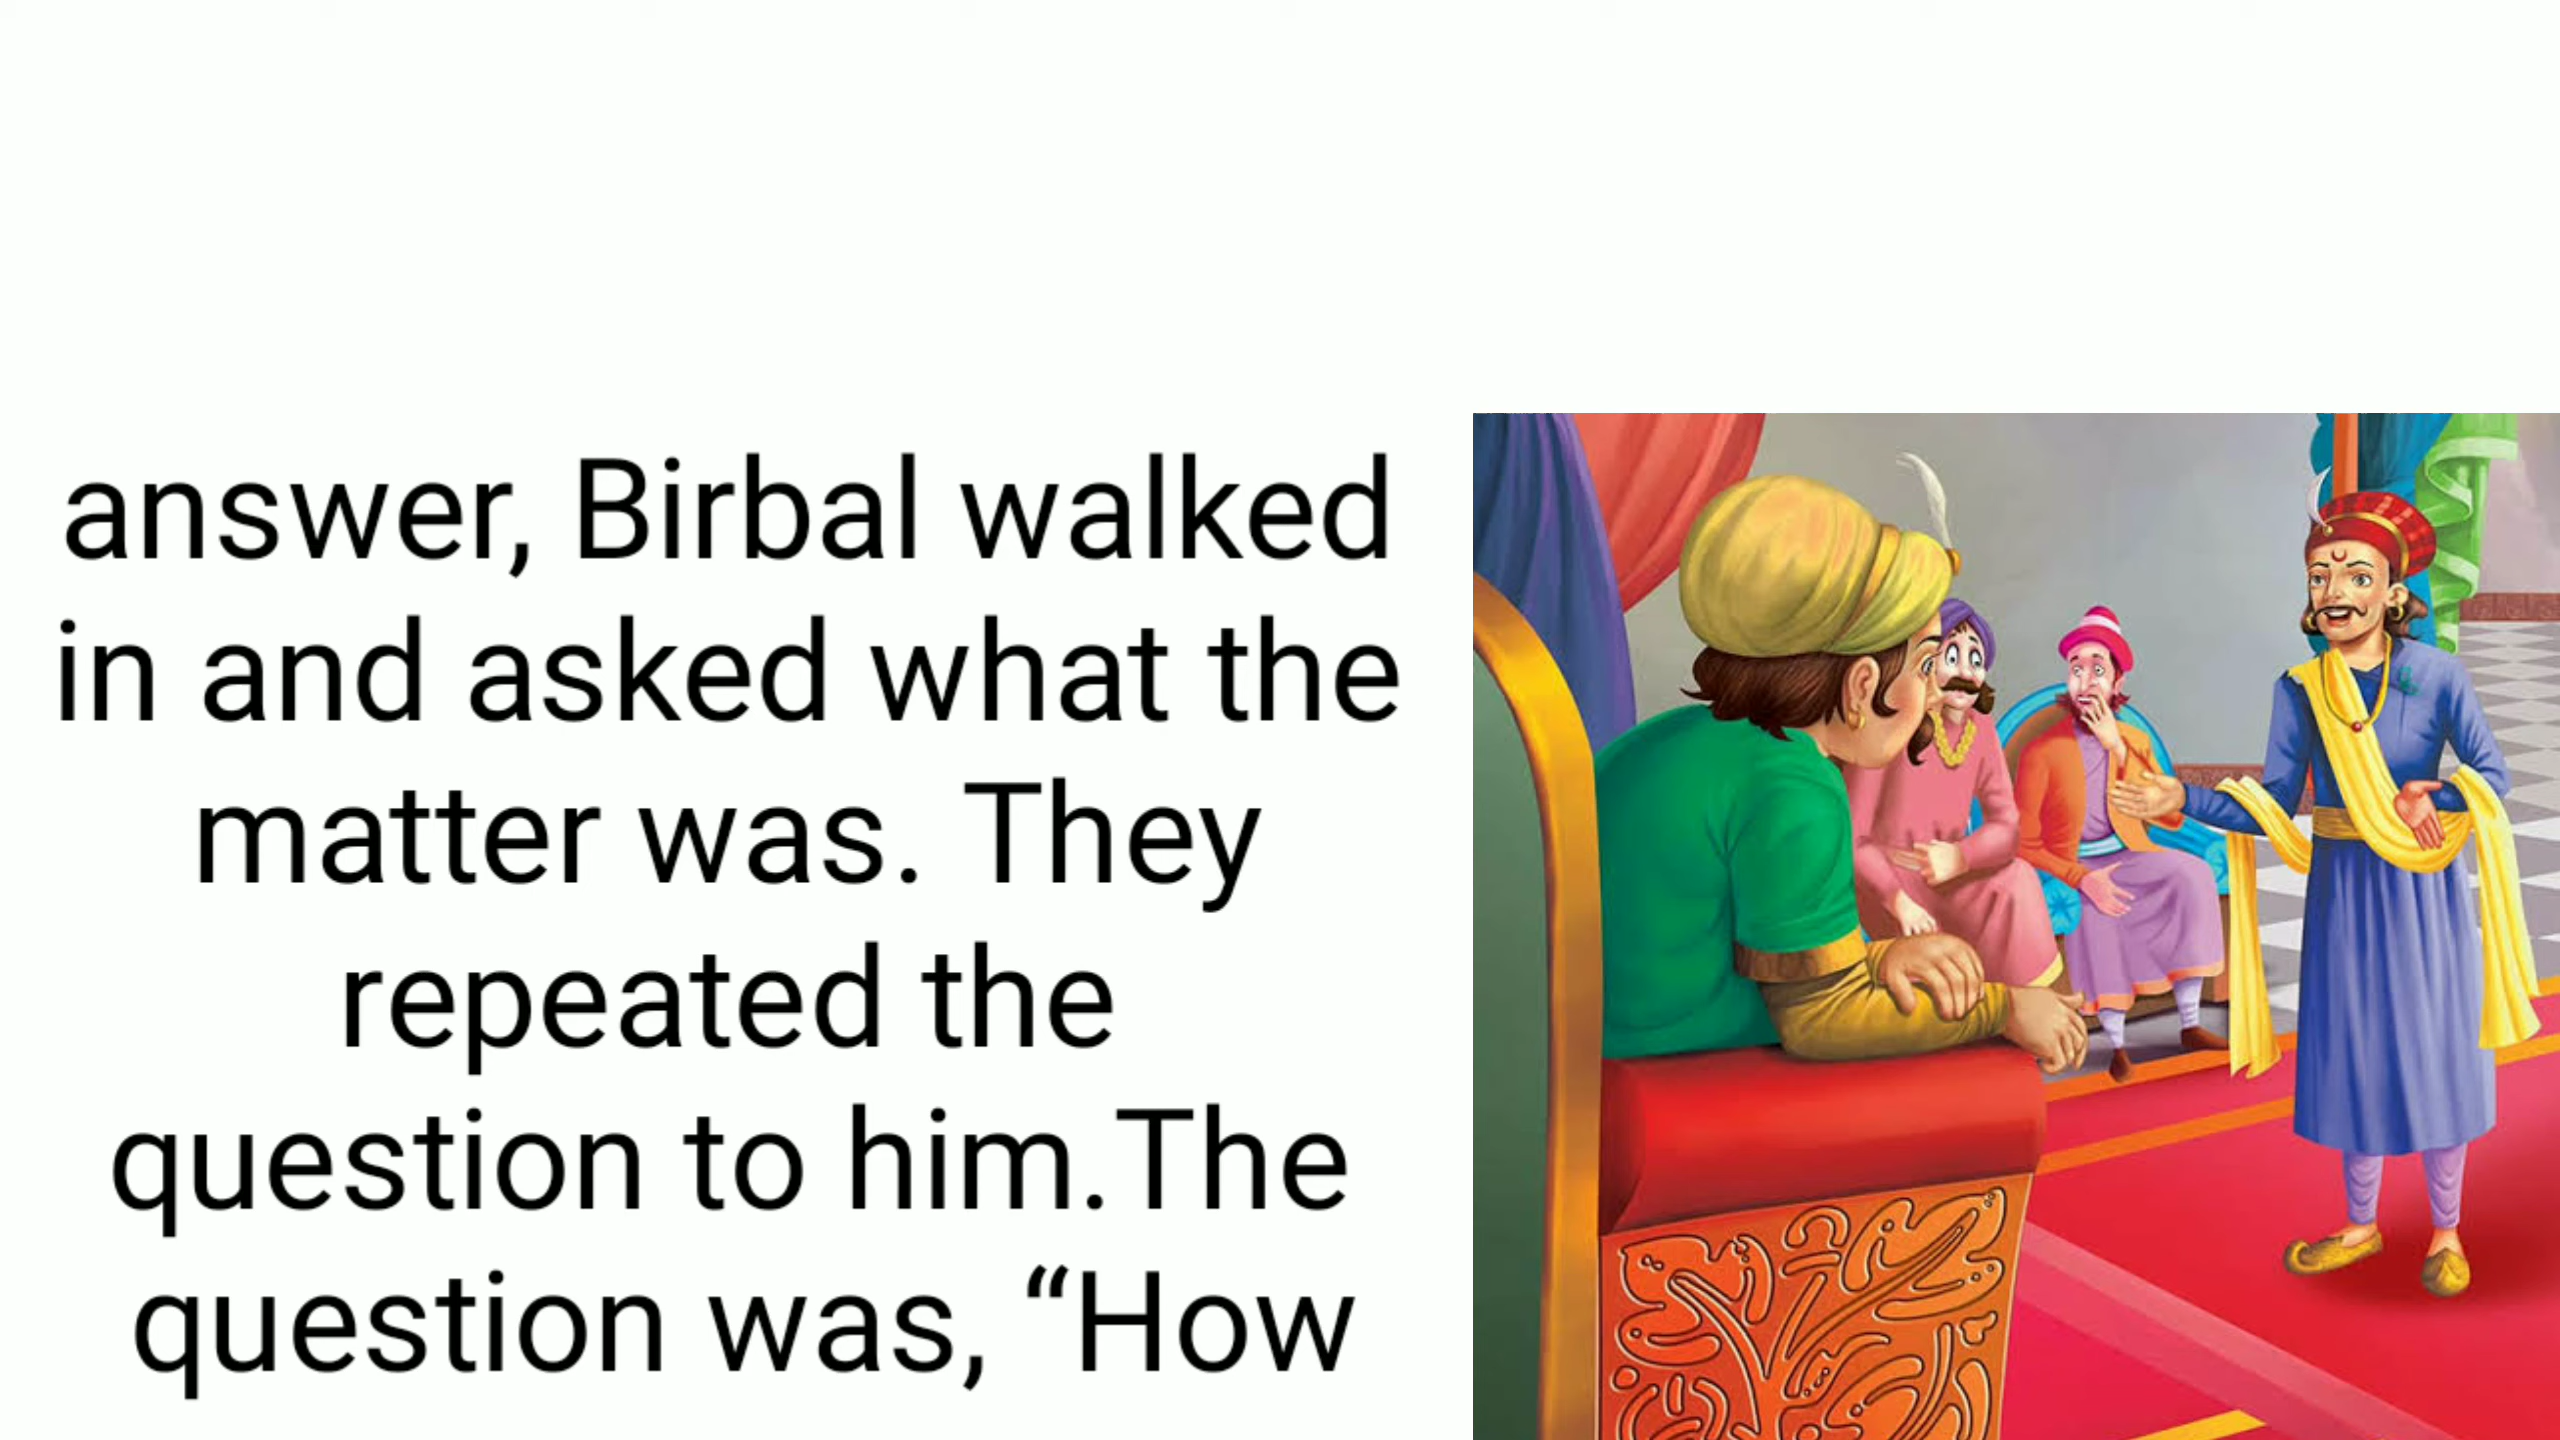 answer, Birbal walked
in and asked what the
matter was. They
repeated the
question to him.The
question was, “How